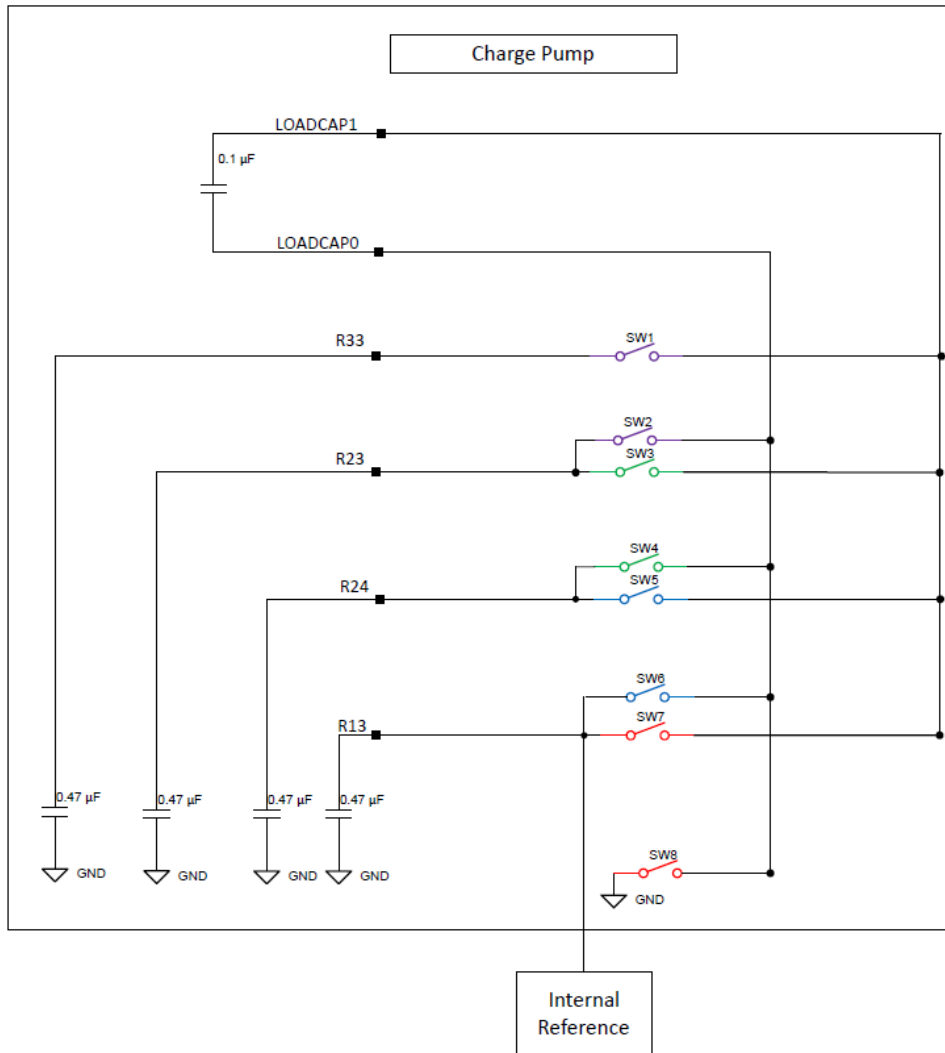 Charge Pump
LOADCAP1
0.1 µF
LOADCAP0
R33
SW1
SW2
R23
SW3
SW4
R24
SW5
SW6
R13
SW7
0.47 µF
0.47 µF
0.47 µF
0.47 µF
GND
GND
GND
GND
SW8
GND
Internal
Reference